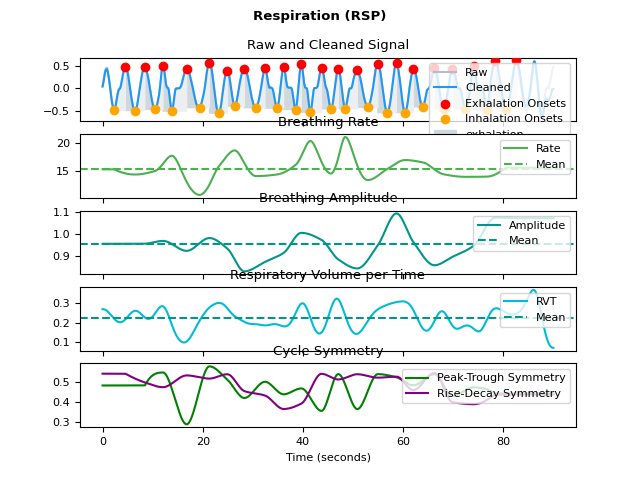 Respiration (RSP)
Raw and Cleaned Signal
0.5
0.0
−0.5
Raw
Cleaned
Exhalation Onsets
Inhalation Onsets
exhalation
Breathing Rate
20
15
Rate
Mean
Breathing Amplitude
1.1
1.0
0.9
Amplitude
Mean
Respiratory Volume per Time
0.3
0.2
0.1
RVT
Mean
Cycle Symmetry
0.5
0.4
0.3
Peak-Trough Symmetry
Rise-Decay Symmetry
0
20
40
60
80
Time (seconds)